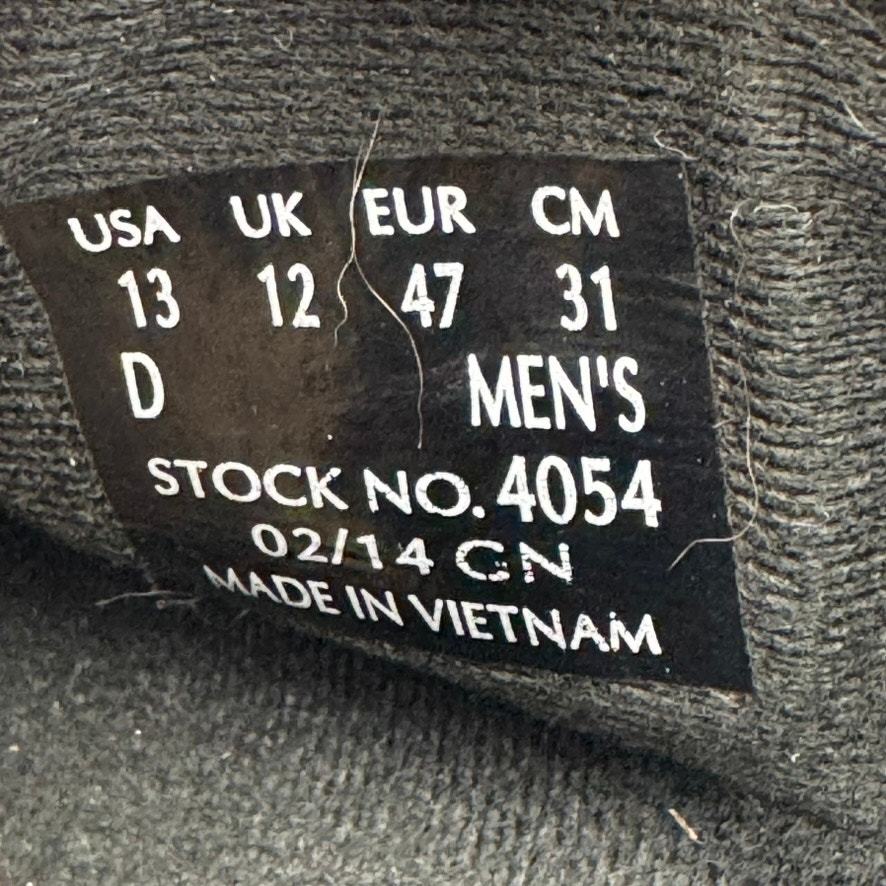 USA UK EUR CM
13 12 47 31
D MEN'S
STOCK NO. 4054
02/14 GN
MADE IN VIETNAM